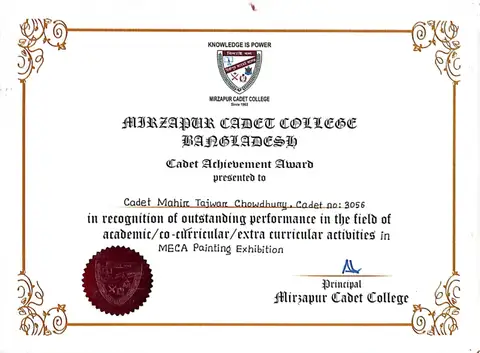 KNOWLEDGE IS POWER
MIRZAPUR CADET COLLEGE
Since 1963
MIRZAPUR CADET COLLEGE
BANGLADESH
Cadet Achievement Award
presented to
Cadet Mahir Tajwar Chowdhury. Cadet no: 3056
in recognition of outstanding performance in the field of
academic/co-curricular/extra curricular activities in
MECA Painting Exhibition
Principal
Mirzapur Cadet College